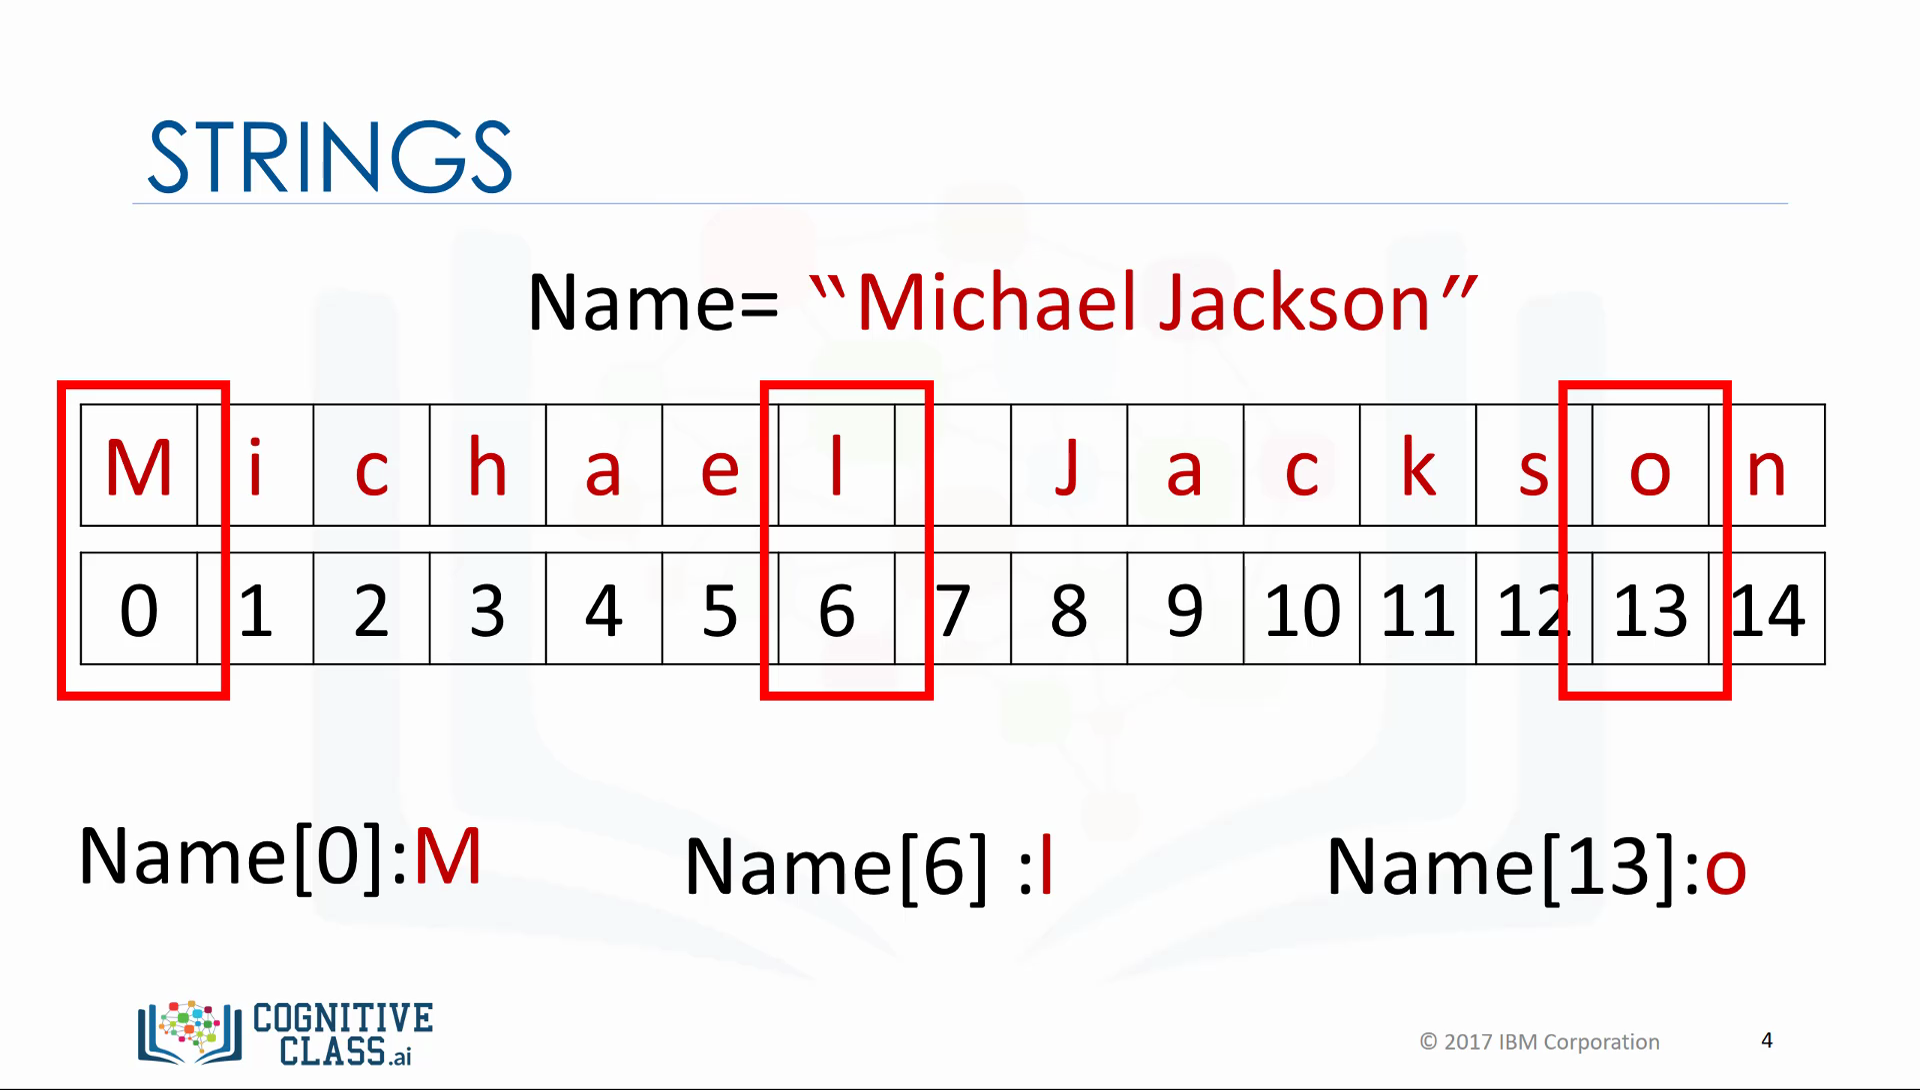 STRINGS
Name= “Michael Jackson”
M i c h a e l J a c k s o n
0 1 2 3 4 5 6 7 8 9 10 11 12 13 14
Name[0]:M Name[6] :l Name[13]:o
COGNITIVE
CLASS.ai
© 2017 IBM Corporation 4